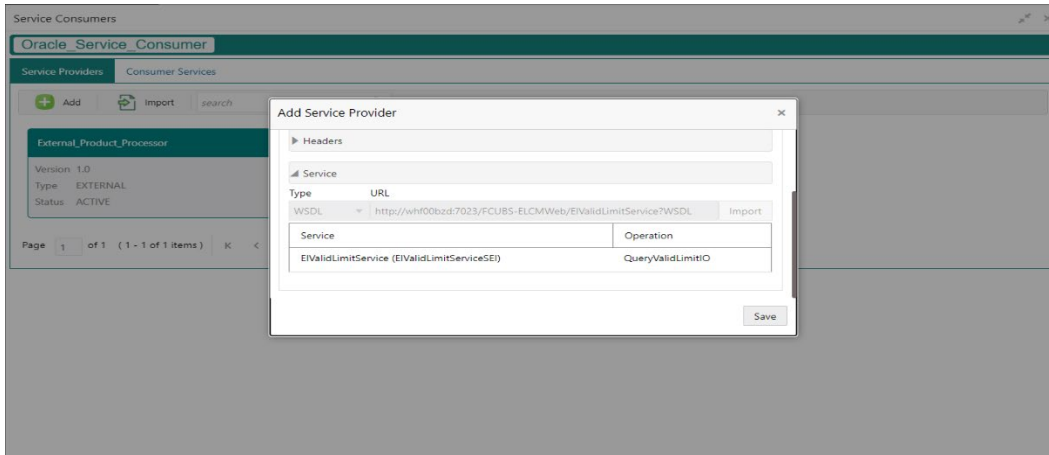 Service Consumers
Oracle_Service_Consumer
Service Providers Consumer Services
Add Import search
External_Product_Processor
Version 1.0
Type EXTERNAL
Status ACTIVE
Page 1 of 1 ( 1 - 1 of 1 items )
Add Service Provider
Headers
Service
Type URL
WSDL http://whf00bzd:7023/FCUBS-ELCMWeb/ElValidLimitService?WSDL Import
Service Operation
ElValidLimitService (ElValidLimitServiceSEI) QueryValidLimitIO
Save